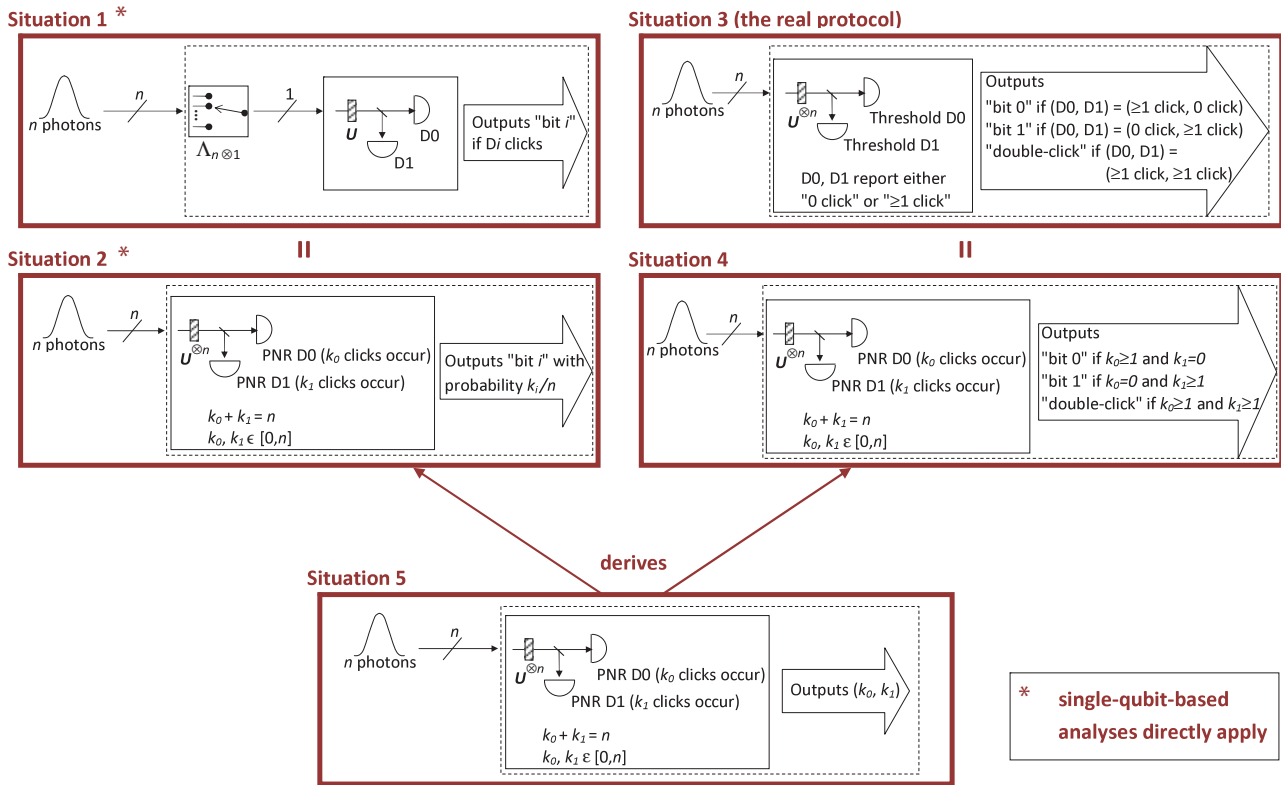 Situation 1 *
n photons
n
Λn⊗1
1
U
D0
D1
Outputs "bit i"
if Di clicks
Situation 3 (the real protocol)
n photons
n
U⊗n
Threshold D0
Threshold D1
D0, D1 report either
"0 click" or "≥1 click"
Outputs
"bit 0" if (D0, D1) = (≥1 click, 0 click)
"bit 1" if (D0, D1) = (0 click, ≥1 click)
"double-click" if (D0, D1) =
(≥1 click, ≥1 click)
Situation 2 *
n photons
n
U⊗n
PNR D0 (k0 clicks occur)
PNR D1 (k1 clicks occur)
k0 + k1 = n
k0, k1 ϵ [0,n]
Outputs "bit i" with
probability ki/n
Situation 4
n photons
n
U⊗n
PNR D0 (k0 clicks occur)
PNR D1 (k1 clicks occur)
k0 + k1 = n
k0, k1 ε [0,n]
Outputs
"bit 0" if k0≥1 and k1=0
"bit 1" if k0=0 and k1≥1
"double-click" if k0≥1 and k1≥1
derives
Situation 5
n photons
n
U⊗n
PNR D0 (k0 clicks occur)
PNR D1 (k1 clicks occur)
k0 + k1 = n
k0, k1 ε [0,n]
Outputs (k0, k1)
* single-qubit-based
analyses directly apply